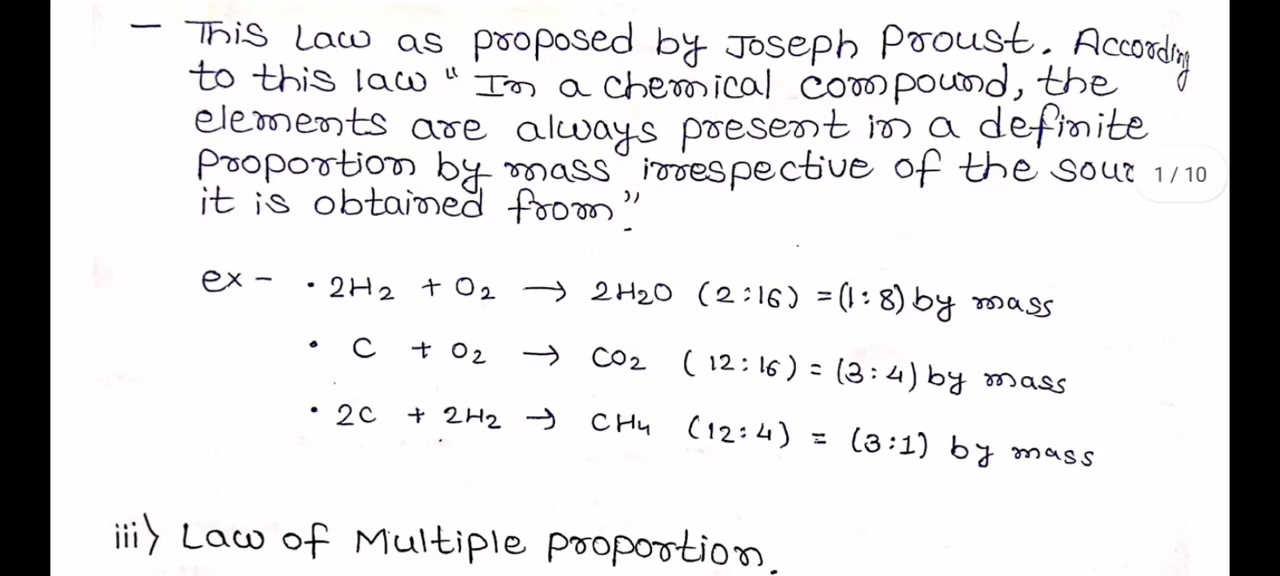 - This Law as proposed by Joseph Proust. According
to this law " In a chemical compound, the
elements are always present in a definite
proportion by mass irrespective of the sour
1 / 10
it is obtained from".
ex - • 2H2 + O2 → 2H2O (2:16) = (1:8) by mass
• C + O2 → CO2 (12:16) = (3:4) by mass
• 2C + 2H2 → CH4 (12:4) = (3:1) by mass
iii) Law of Multiple proportion.